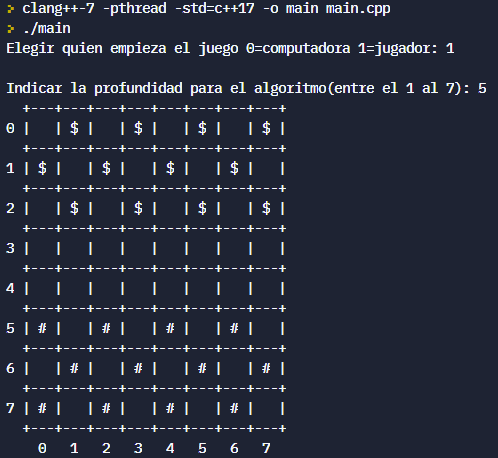 > clang++-7 -pthread -std=c++17 -o main main.cpp
> ./main
Elegir quien empieza el juego 0=computadora 1=jugador: 1

Indicar la profundidad para el algoritmo(entre el 1 al 7): 5
  +---+---+---+---+---+---+---+---+
0 |   | $ |   | $ |   | $ |   | $ |
  +---+---+---+---+---+---+---+---+
1 | $ |   | $ |   | $ |   | $ |   |
  +---+---+---+---+---+---+---+---+
2 |   | $ |   | $ |   | $ |   | $ |
  +---+---+---+---+---+---+---+---+
3 |   |   |   |   |   |   |   |   |
  +---+---+---+---+---+---+---+---+
4 |   |   |   |   |   |   |   |   |
  +---+---+---+---+---+---+---+---+
5 | # |   | # |   | # |   | # |   |
  +---+---+---+---+---+---+---+---+
6 |   | # |   | # |   | # |   | # |
  +---+---+---+---+---+---+---+---+
7 | # |   | # |   | # |   | # |   |
  +---+---+---+---+---+---+---+---+
    0   1   2   3   4   5   6   7